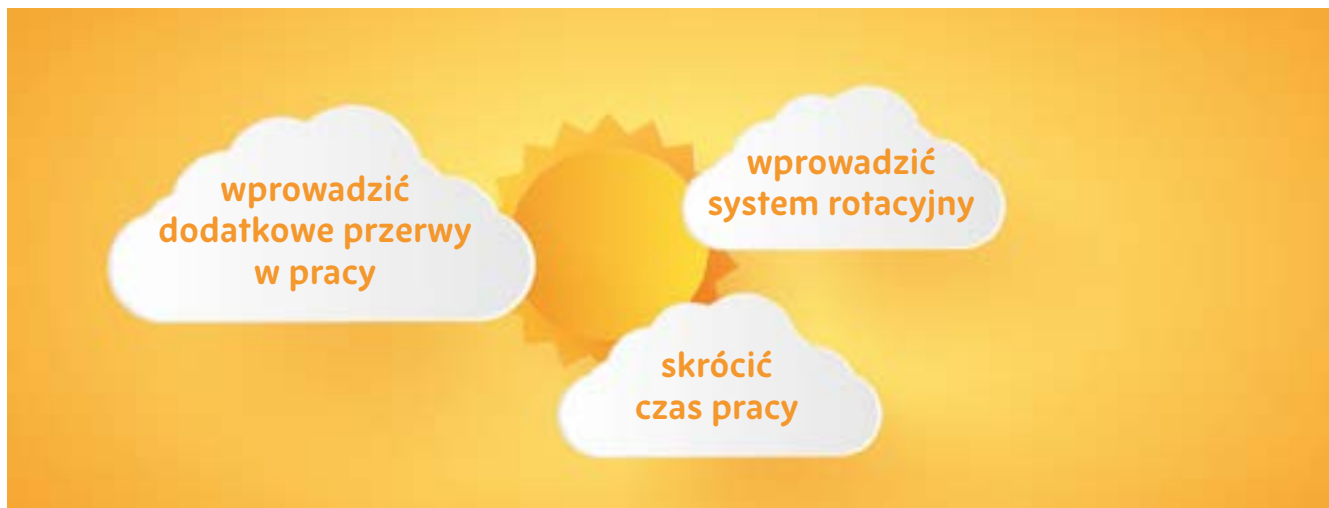 wprowadzić
dodatkowe przerwy
w pracy
wprowadzić
system rotacyjny
skrócić
czas pracy